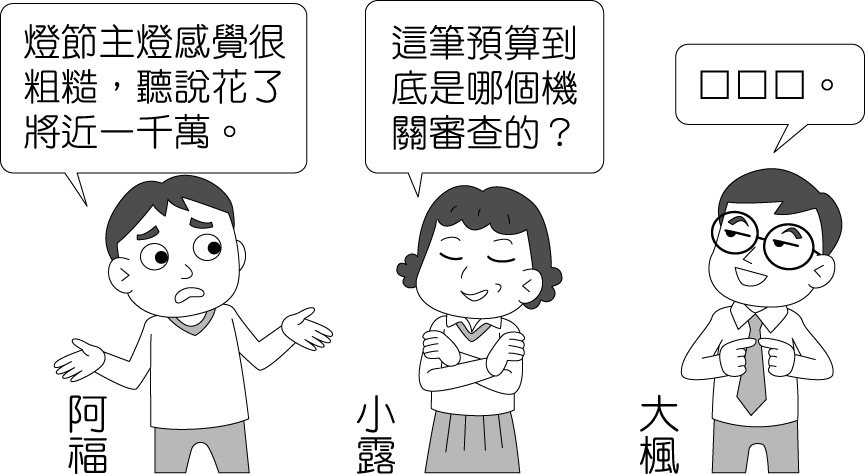 燈節主燈感覺很
粗糙，聽說花了
將近一千萬。
這筆預算到
底是哪個機
關審查的？
□□□。
阿福
小露
大楓